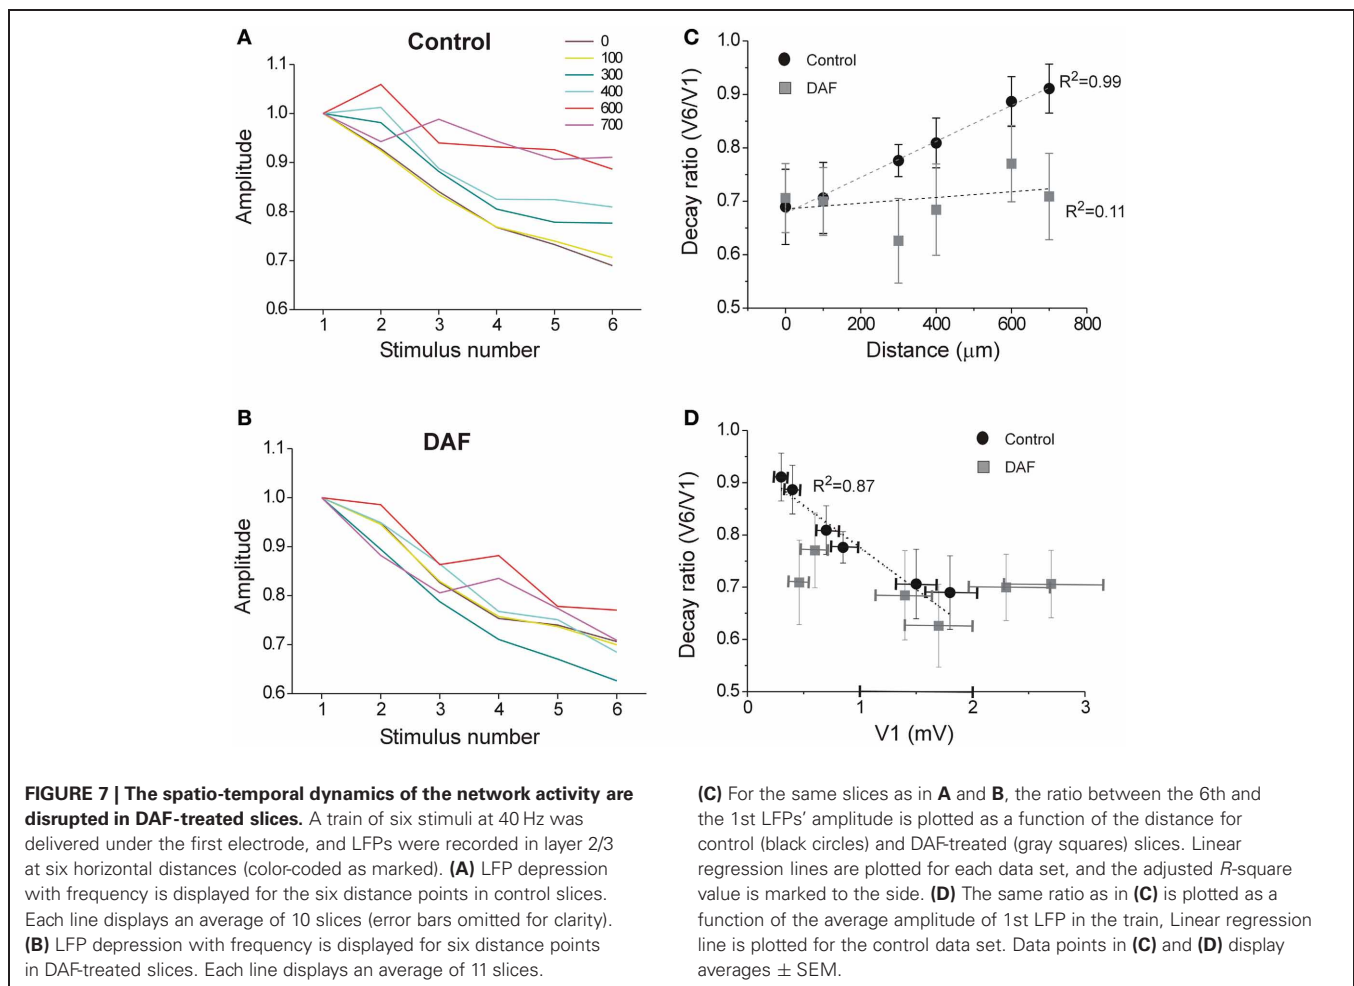 A
Control
0
100
300
400
600
700
1.1
1.0
0.9
0.8
0.7
0.6
Amplitude
1 2 3 4 5 6
Stimulus number
C
Control
DAF
R²=0.99
R²=0.11
1.0
0.9
0.8
0.7
0.6
0.5
Decay ratio (V6/V1)
0 200 400 600 800
Distance (μm)
B
DAF
1.1
1.0
0.9
0.8
0.7
0.6
Amplitude
1 2 3 4 5 6
Stimulus number
D
Control
DAF
R²=0.87
1.0
0.9
0.8
0.7
0.6
0.5
Decay ratio (V6/V1)
0 1 2 3
V1 (mV)
FIGURE 7 | The spatio-temporal dynamics of the network activity are
disrupted in DAF-treated slices. A train of six stimuli at 40 Hz was
delivered under the first electrode, and LFPs were recorded in layer 2/3
at six horizontal distances (color-coded as marked). (A) LFP depression
with frequency is displayed for the six distance points in control slices.
Each line displays an average of 10 slices (error bars omitted for clarity).
(B) LFP depression with frequency is displayed for six distance points
in DAF-treated slices. Each line displays an average of 11 slices.
(C) For the same slices as in A and B, the ratio between the 6th and
the 1st LFPs' amplitude is plotted as a function of the distance for
control (black circles) and DAF-treated (gray squares) slices. Linear
regression lines are plotted for each data set, and the adjusted R-square
value is marked to the side. (D) The same ratio as in (C) is plotted as a
function of the average amplitude of 1st LFP in the train, Linear regression
line is plotted for the control data set. Data points in (C) and (D) display
averages ± SEM.